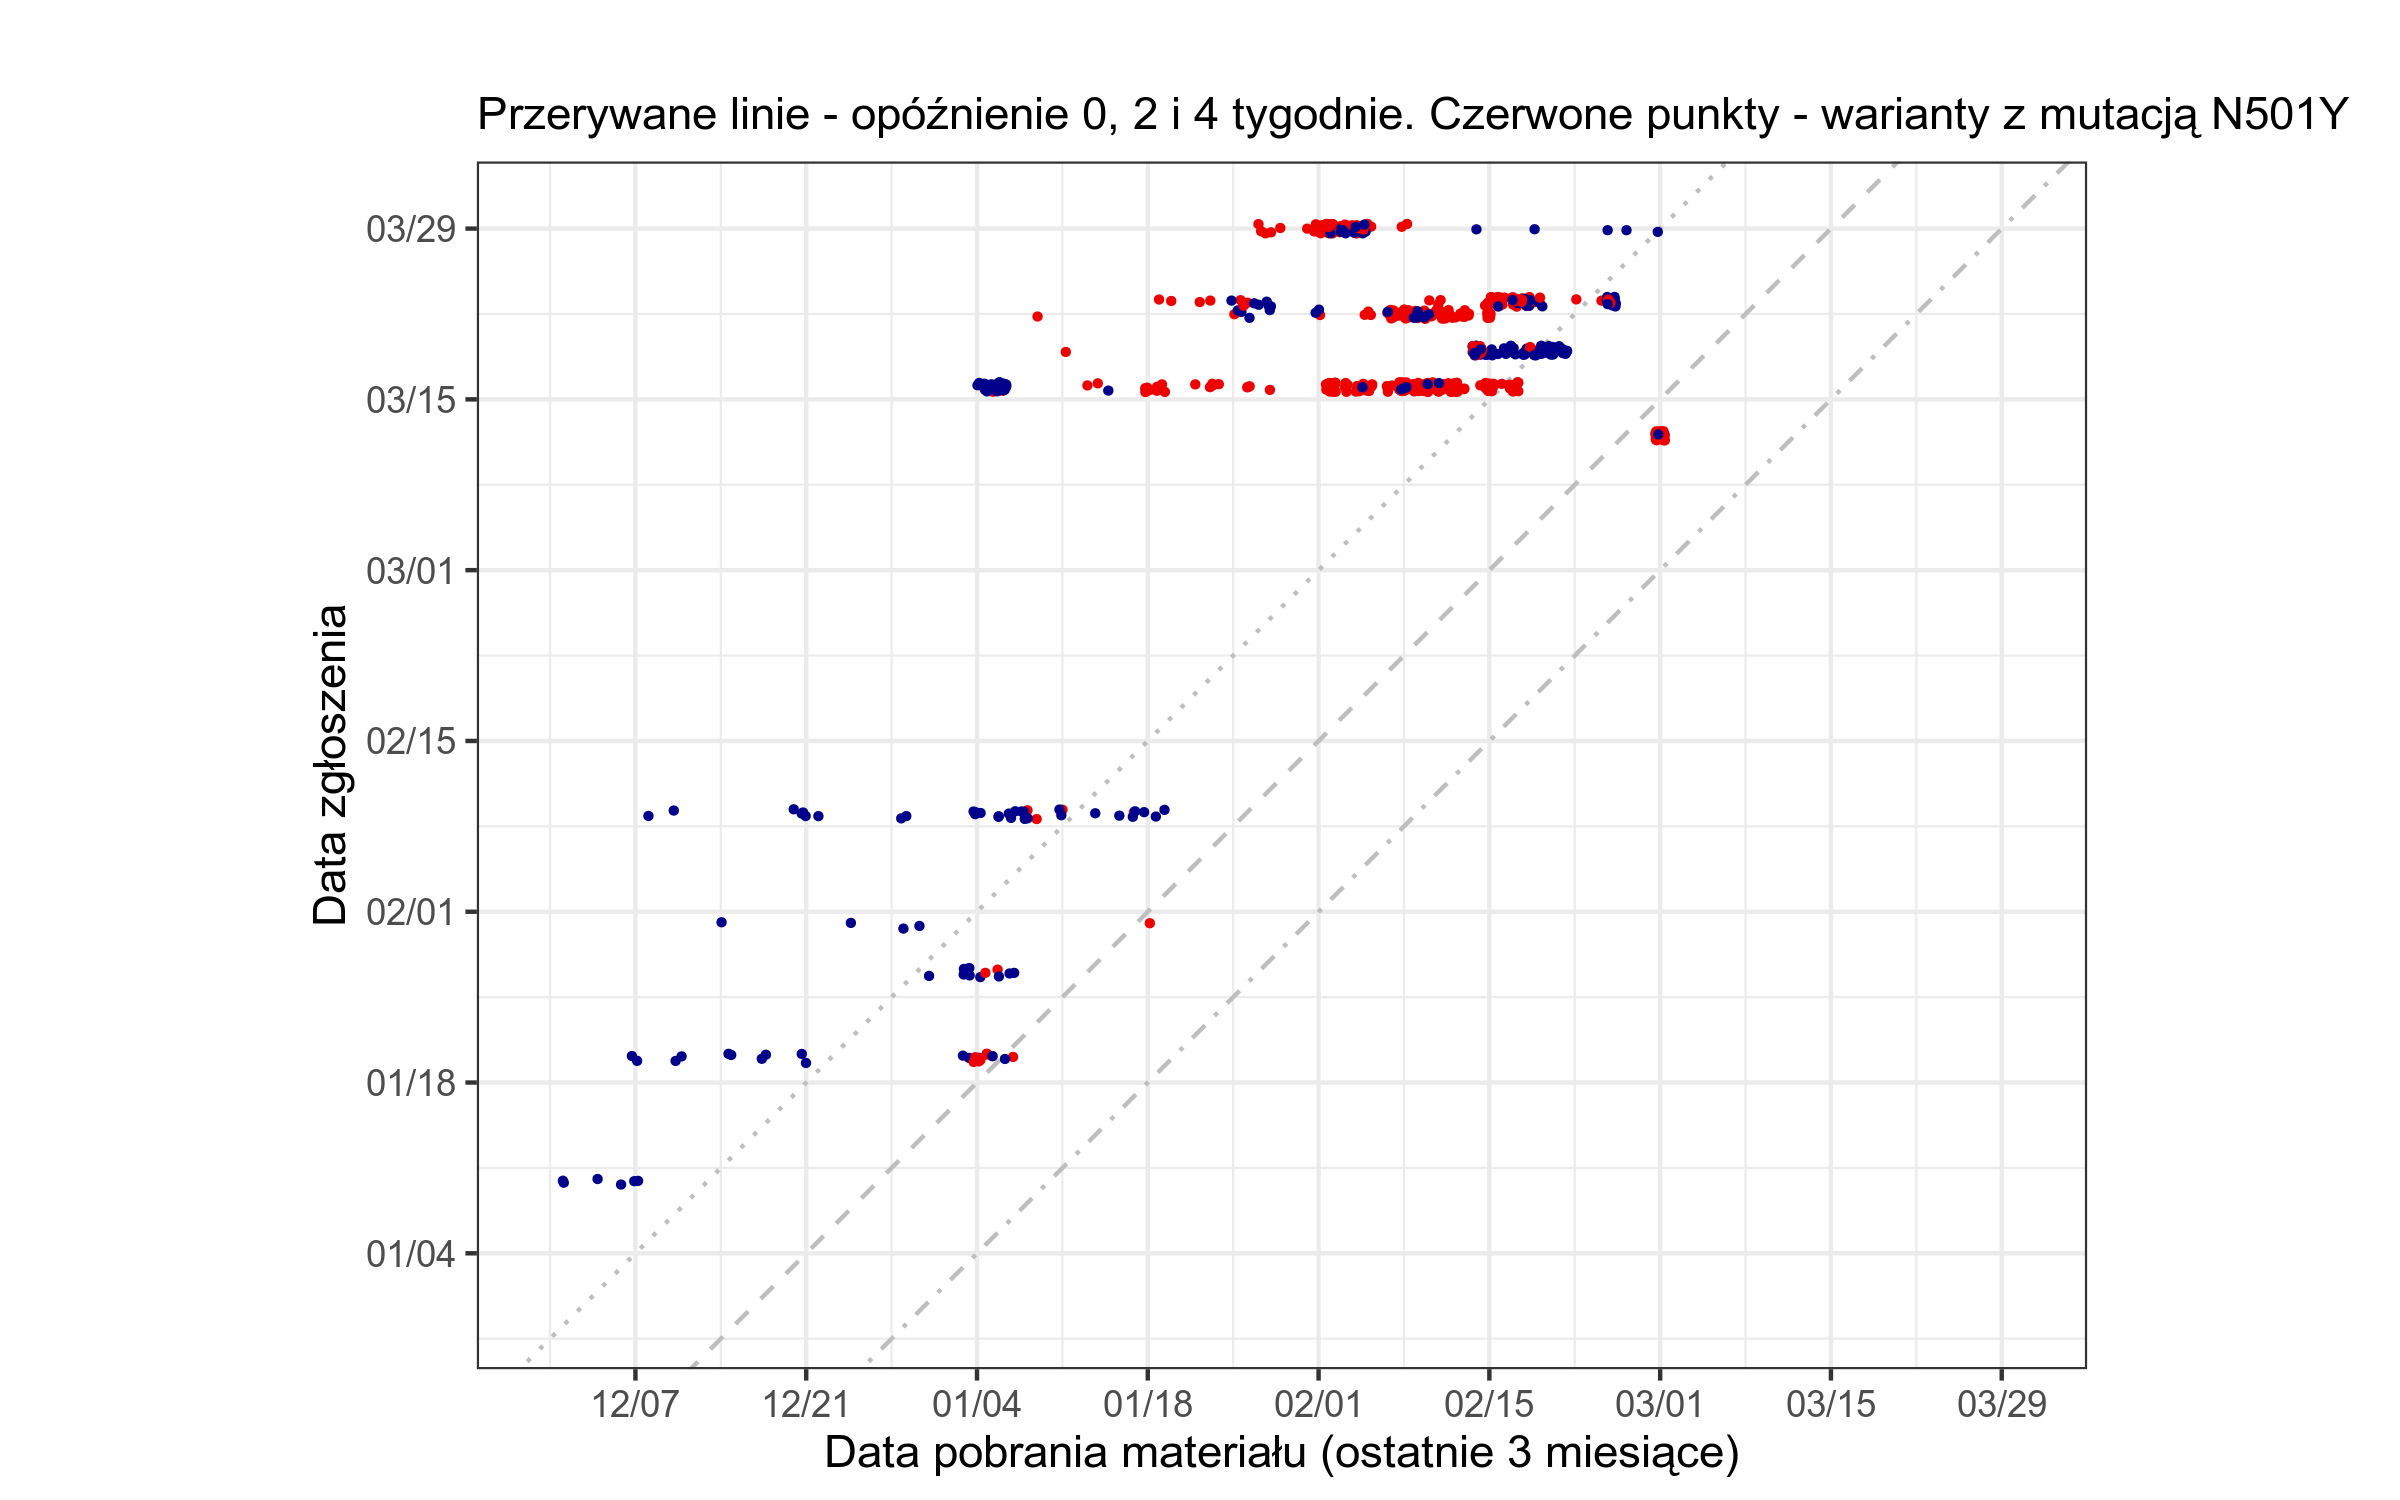 Przerywane linie - opóźnienie 0, 2 i 4 tygodnie. Czerwone punkty - warianty z mutacją N501Y
03/29
03/15
03/01
02/15
02/01
01/18
01/04
Data zgłoszenia
12/07 12/21 01/04 01/18 02/01 02/15 03/01 03/15 03/29
Data pobrania materiału (ostatnie 3 miesiące)